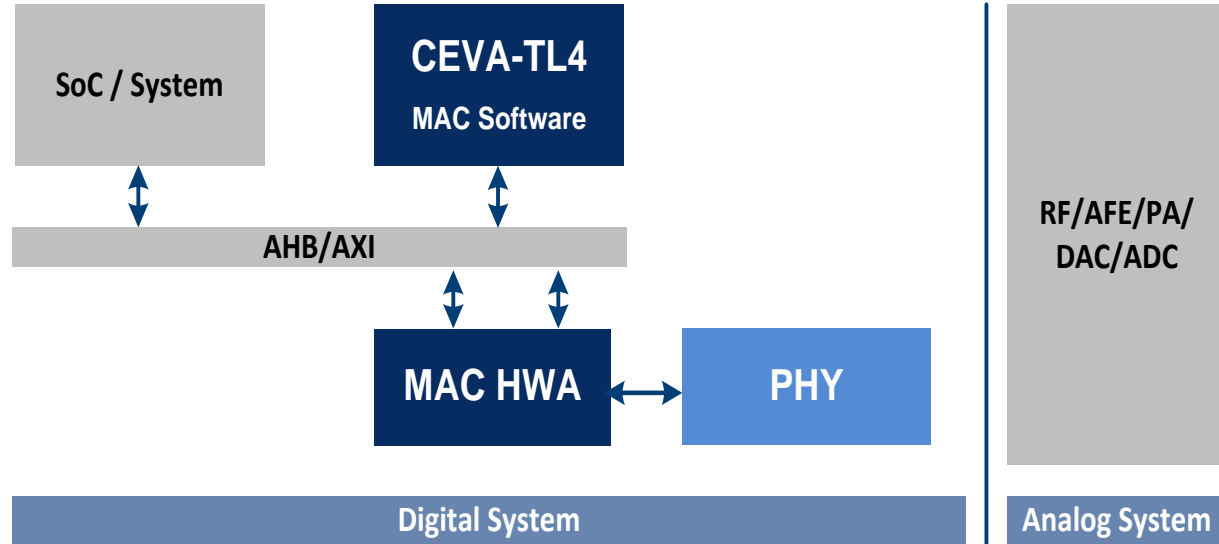 SoC / System
CEVA-TL4
MAC Software
AHB/AXI
MAC HWA
PHY
RF/AFE/PA/
DAC/ADC
Digital System
Analog System